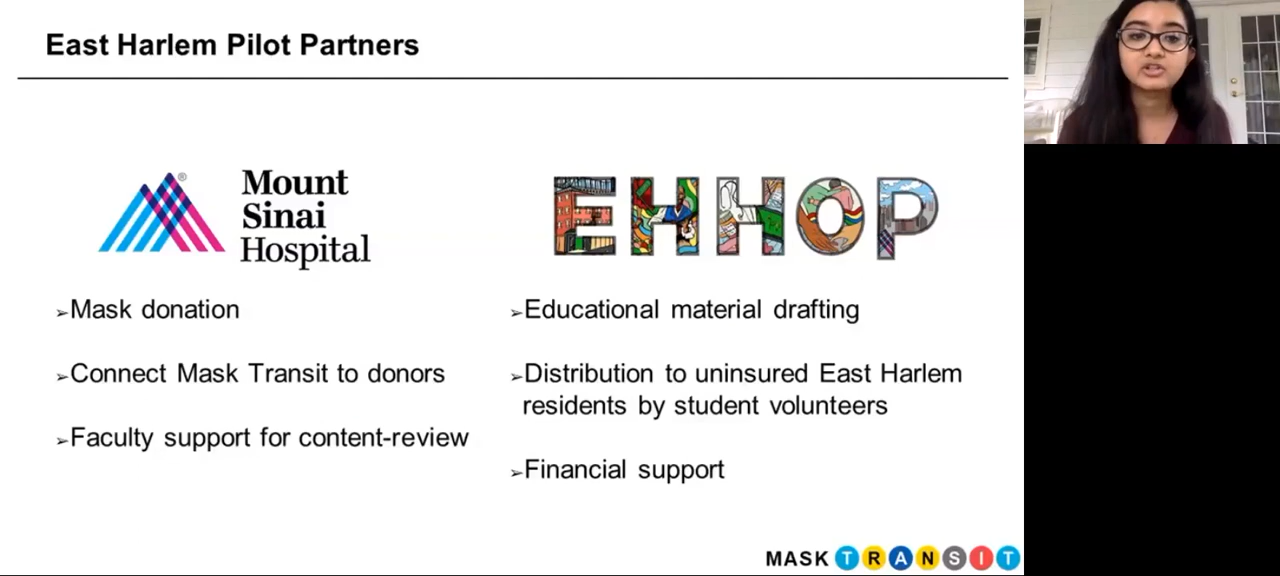 East Harlem Pilot Partners
Mount
Sinai
Hospital
®
➢Mask donation
➢Connect Mask Transit to donors
➢Faculty support for content-review
EHHOP
➢Educational material drafting
➢Distribution to uninsured East Harlem
residents by student volunteers
➢Financial support
MASK TRANSIT